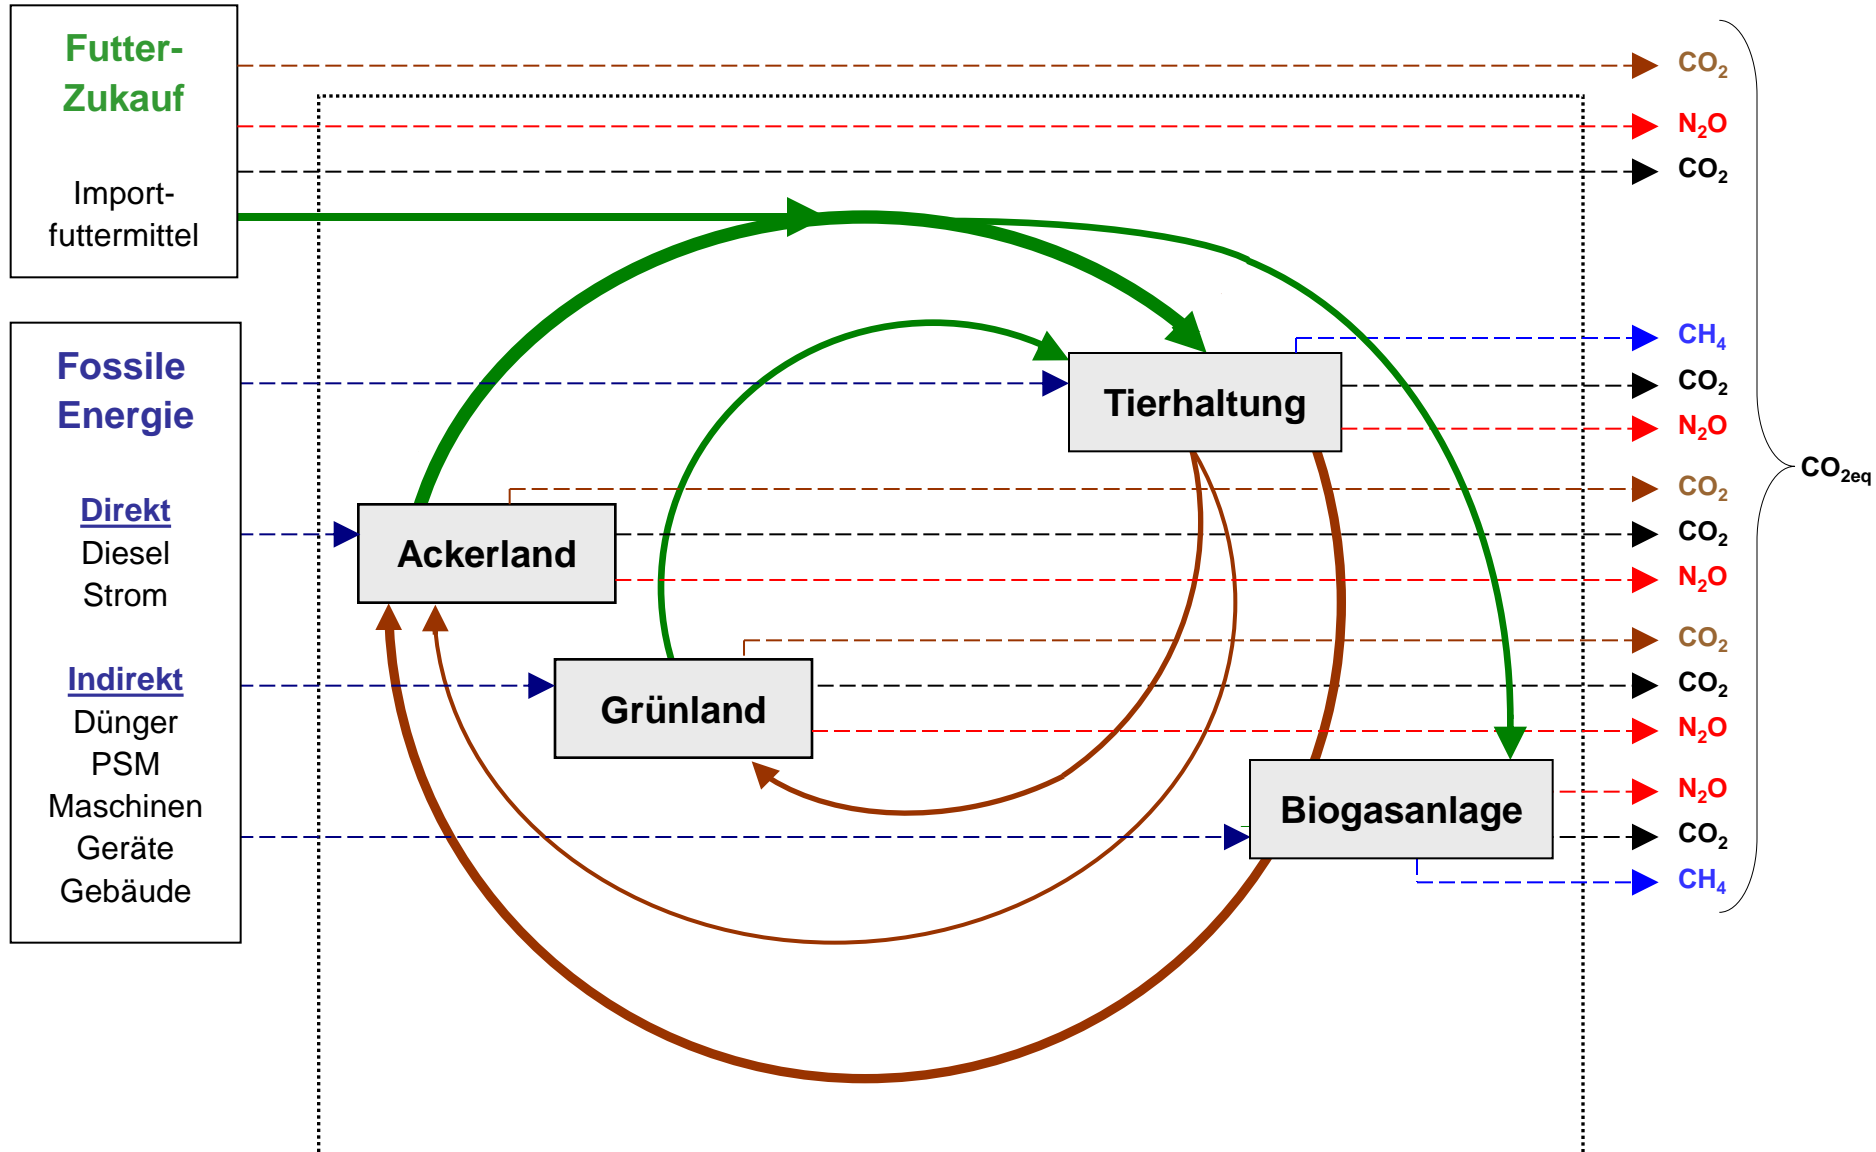 Futter-
Zukauf
Import-
futtermittel
Fossile
Energie
Direkt
Diesel
Strom
Indirekt
Dünger
PSM
Maschinen
Geräte
Gebäude
Tierhaltung
Ackerland
Grünland
Biogasanlage
CO₂
N₂O
CO₂
CH₄
CO₂
N₂O
CO₂
CO₂
N₂O
CO₂
CO₂
N₂O
N₂O
CO₂
CH₄
CO₂eq